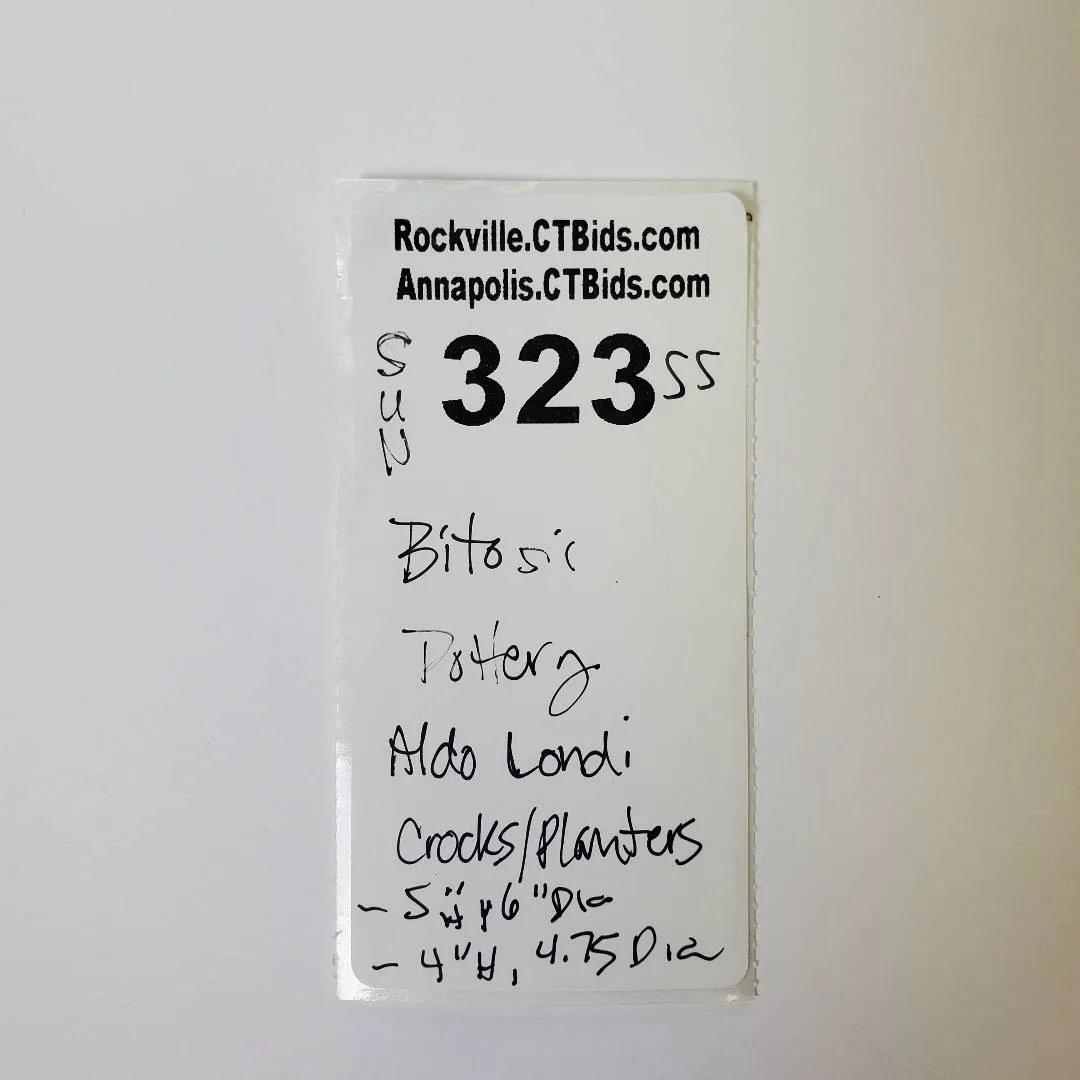 Rockville.CTBids.com
Annapolis.CTBids.com
SUN 323 SS
Bitosic
Pottery
Aldo Londi
Crocks/Planters
- 5"H, 6" Dia
- 4"H, 4.75 Dia